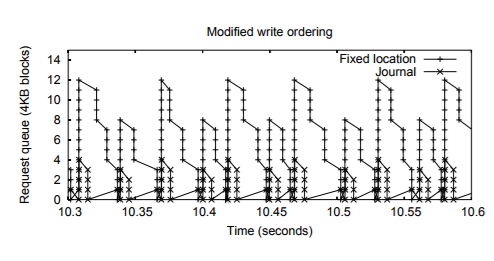 Modified write ordering
Request queue (4KB blocks)
14
12
10
8
6
4
2
0
Fixed location
Journal
10.3 10.35 10.4 10.45 10.5 10.55 10.6
Time (seconds)